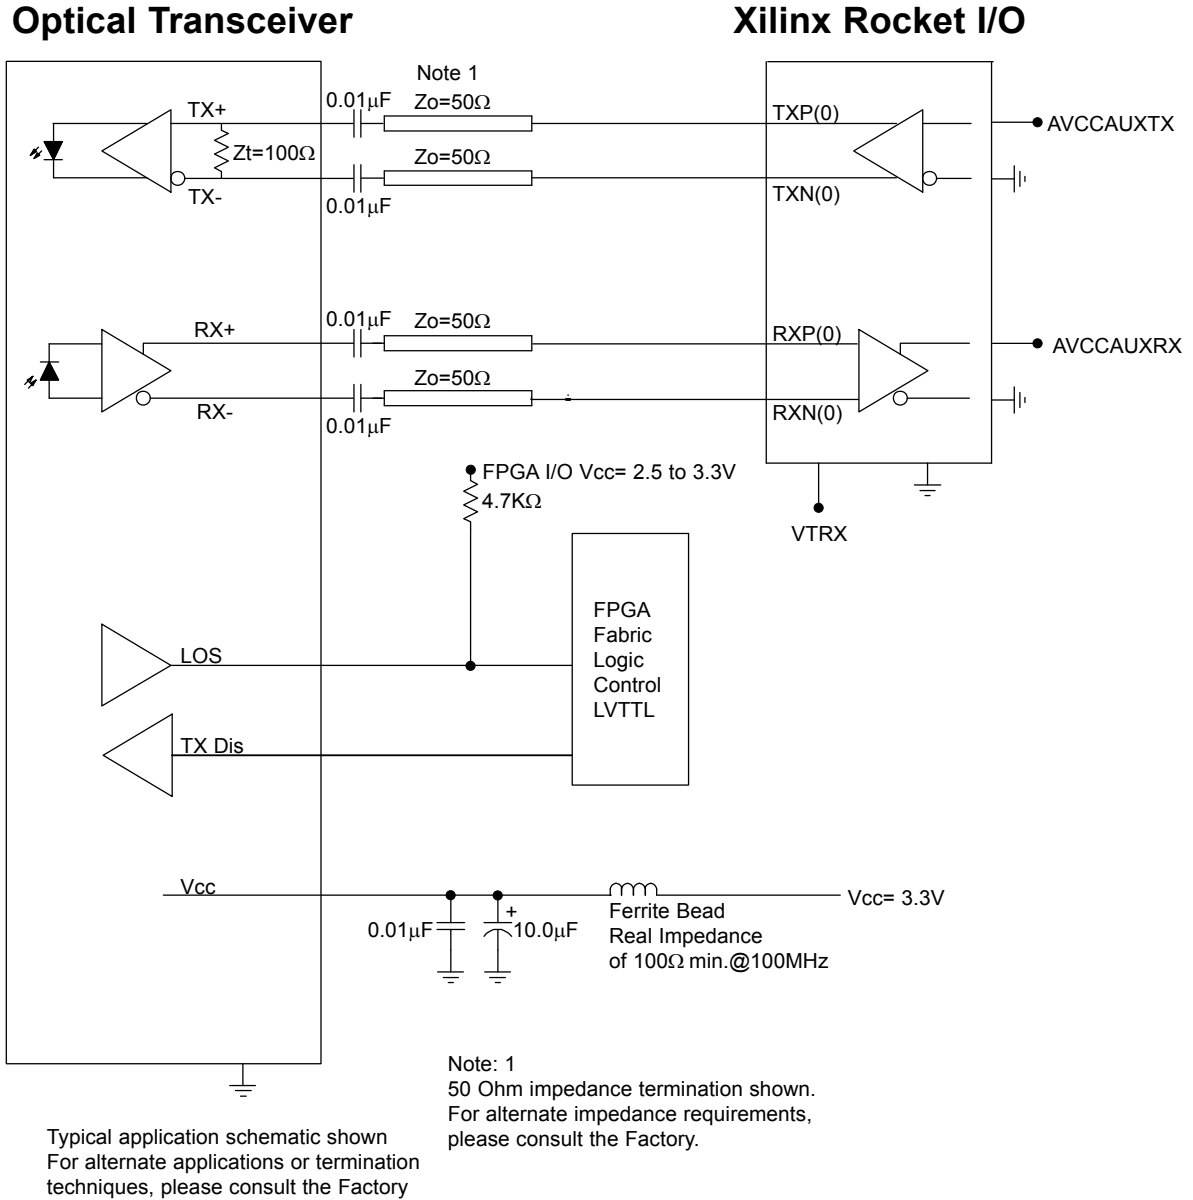 Optical Transceiver
Xilinx Rocket I/O
Note 1
0.01μF
Zo=50Ω
TX+
Zt=100Ω
TX-
Zo=50Ω
0.01μF
TXP(0)
TXN(0)
AVCCAUXTX
0.01μF
Zo=50Ω
RX+
RX-
Zo=50Ω
0.01μF
RXP(0)
RXN(0)
AVCCAUXRX
VTRX
FPGA I/O Vcc= 2.5 to 3.3V
4.7KΩ
FPGA
Fabric
Logic
Control
LVTTL
LOS
TX Dis
Vcc
0.01μF
+
10.0μF
Ferrite Bead
Real Impedance
of 100Ω min.@100MHz
Vcc= 3.3V
Note: 1
50 Ohm impedance termination shown.
For alternate impedance requirements,
please consult the Factory.
Typical application schematic shown
For alternate applications or termination
techniques, please consult the Factory